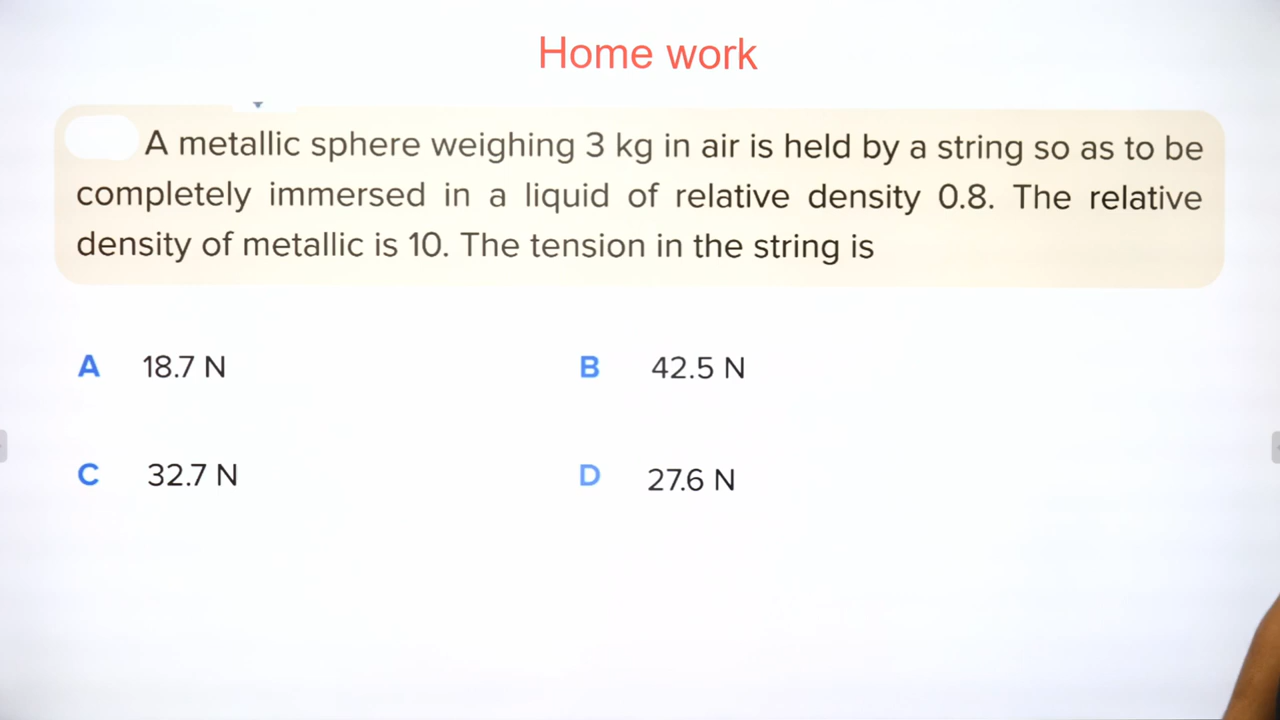 Home work
A metallic sphere weighing 3 kg in air is held by a string so as to be
completely immersed in a liquid of relative density 0.8. The relative
density of metallic is 10. The tension in the string is
A 18.7 N
B 42.5 N
C 32.7 N
D 27.6 N